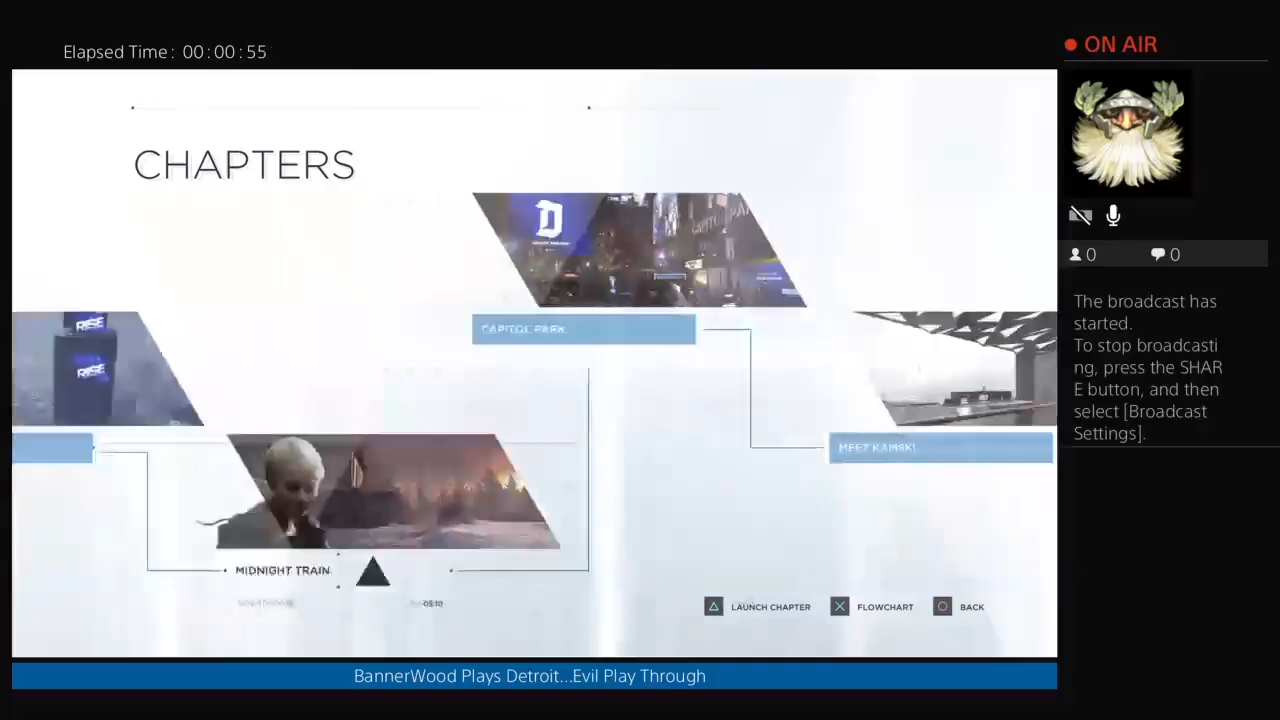 Elapsed Time: 00:00:55
ON AIR
CHAPTERS
D
CAPITOL PARK
RISE
RISE
MEET KAMSKI
MIDNIGHT TRAIN
LAUNCH CHAPTER
FLOWCHART
BACK
0
0
The broadcast has
started.
To stop broadcasti
ng, press the SHAR
E button, and then
select [Broadcast
Settings].
BannerWood Plays Detroit...Evil Play Through